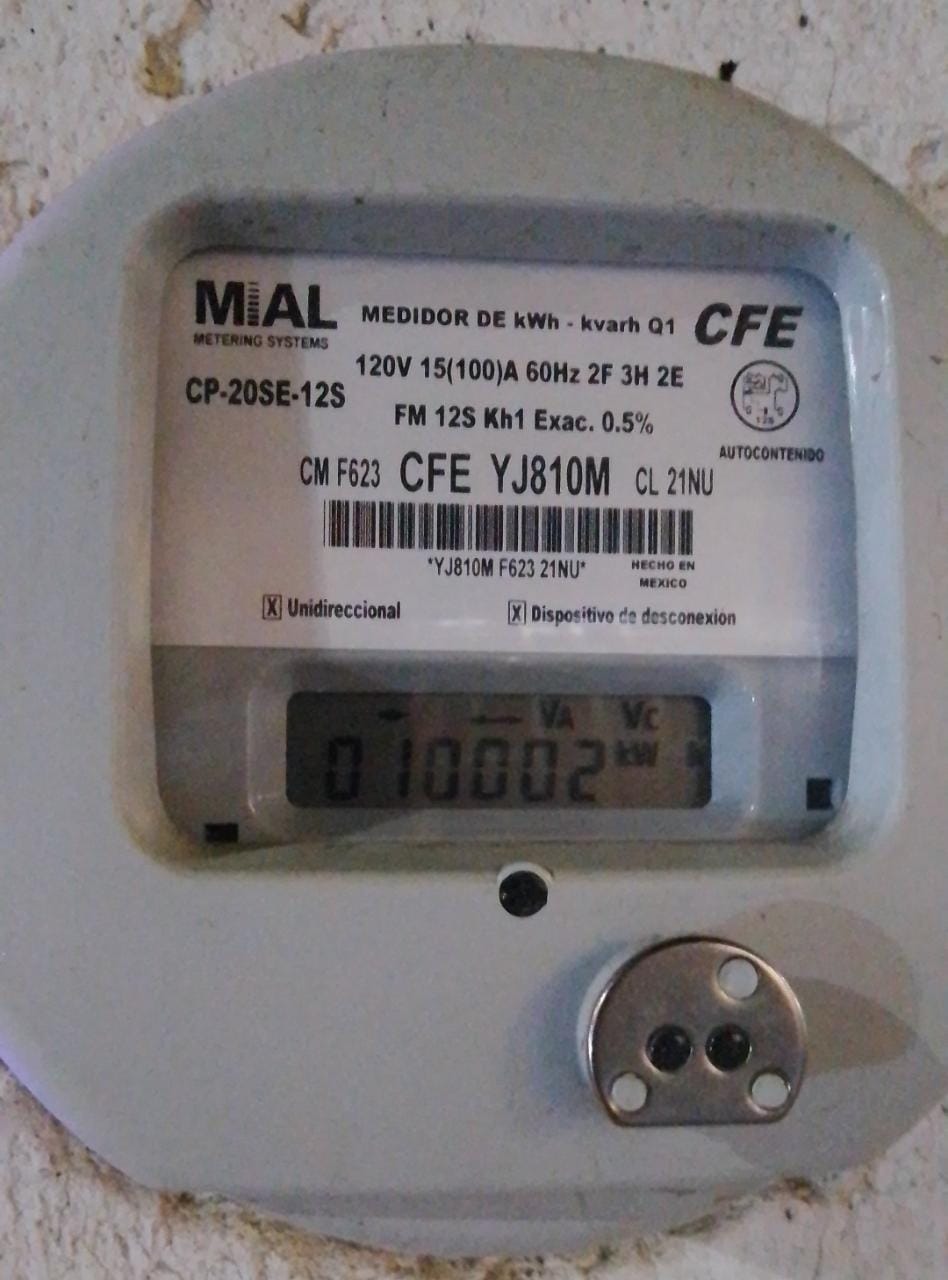 MIAL
METERING SYSTEMS
MEDIDOR DE kWh - kvarh Q1
CFE
120V 15(100)A 60Hz 2F 3H 2E
CP-20SE-12S
FM 12S Kh1 Exac. 0.5%
AUTOCONTENIDO
CM F623 CFE YJ810M CL 21NU
*YJ810M F623 21NU*
HECHO EN
MEXICO
X Unidireccional
X Dispositivo de desconexion
VA VC
010002 kW